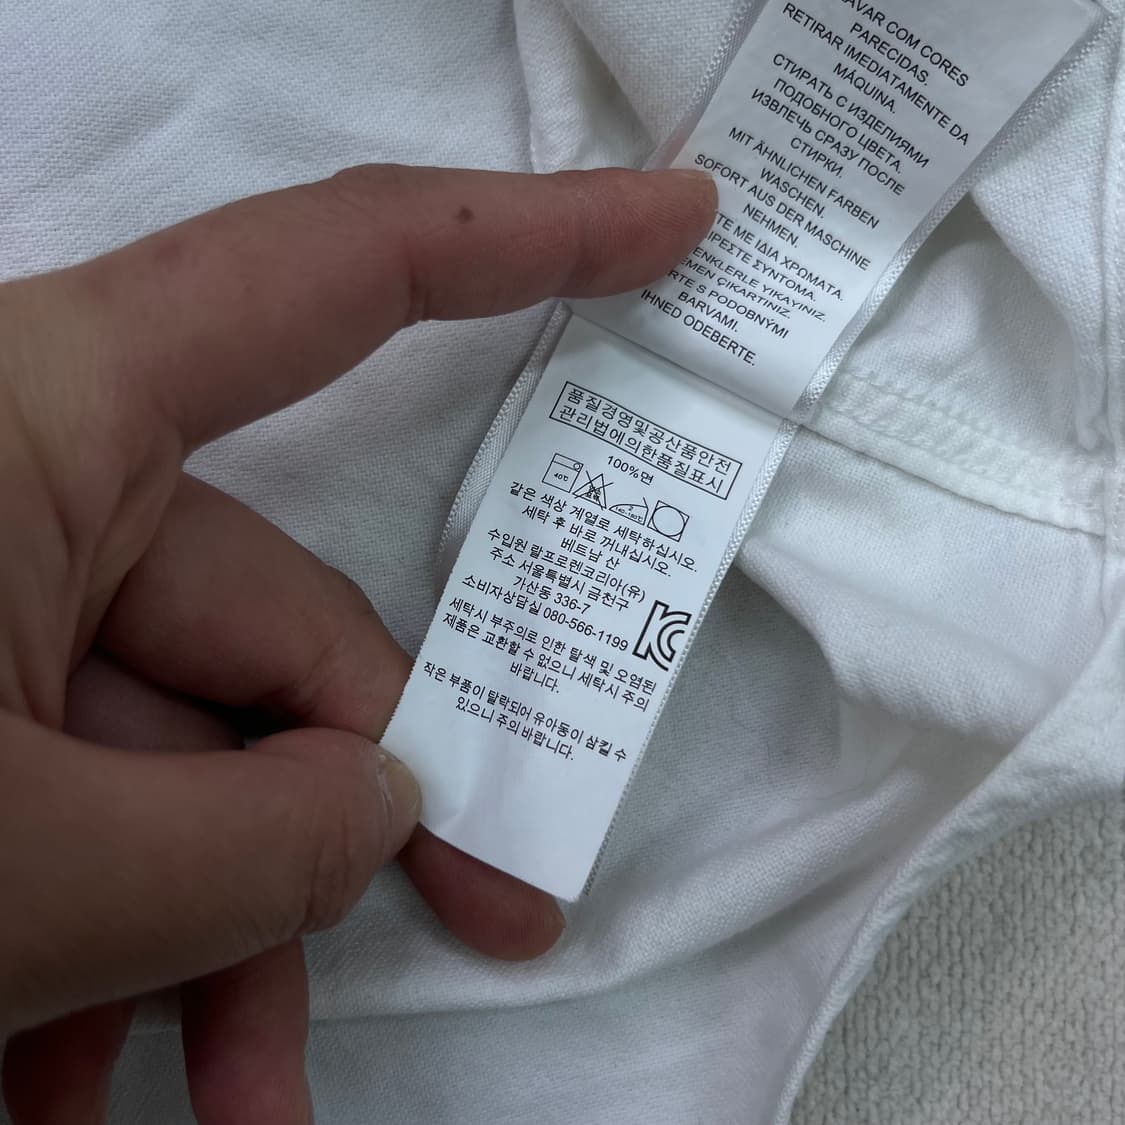 LAVAR COM CORES
PARECIDAS.
RETIRAR IMEDIATAMENTE DA
MÁQUINA.
СТИРАТЬ С ИЗДЕЛИЯМИ
ПОДОБНОГО ЦВЕТА.
ИЗВЛЕЧЬ СРАЗУ ПОСЛЕ
СТИРКИ.
MIT ÄHNLICHEN FARBEN
WASCHEN.
SOFORT AUS DER MASCHINE
NEHMEN.
ΤΕ ΜΕ ΙΔΙΑ ΧΡΩΜΑΤΑ.
ΣΥΝΤΟΜΑ.
YIKAYINIZ.
ÇIKARTINIZ.
S PODOBNÝMI
BARVAMI.
IHNED ODEBERTE.
품질경영및공산품안전
관리법에의한품질표시
100%면
40℃
140-160℃
같은 색상 계열로 세탁하십시오.
세탁 후 바로 꺼내십시오.
베트남 산
수입원 랄프로렌코리아(유)
주소 서울특별시 금천구
가산동 336-7
소비자상담실 080-566-1199
세탁시 부주의로 인한 탈색 및 오염된
제품은 교환할 수 없으니 세탁시 주의
바랍니다.
작은 부품이 탈락되어 유아동이 삼킬 수
있으니 주의 바랍니다.